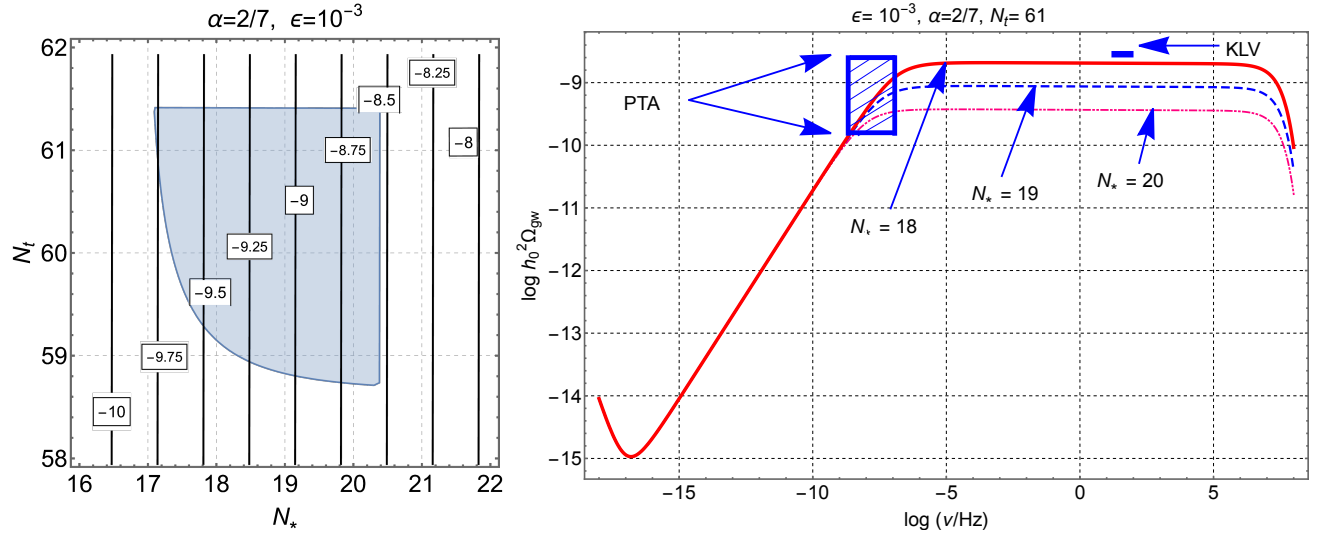 α=2/7, ϵ=10⁻³
62
61
60
59
58
N_t
−8.25
−8.5
−8.75
−8
−9
−9.25
−9.5
−9.75
−10
16 17 18 19 20 21 22
N_*
ϵ= 10⁻³, α=2/7, N_t= 61
KLV
PTA
N_* = 18
N_* = 19
N_* = 20
−9
−10
−11
−12
−13
−14
−15
log h₀²Ω_gw
−15 −10 −5 0 5
log (ν/Hz)